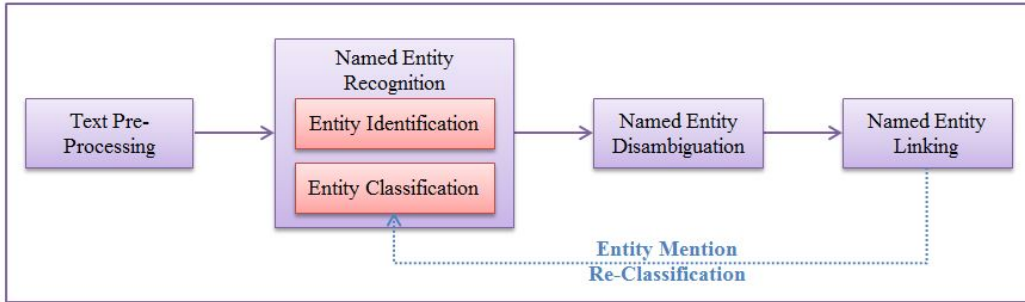 Text Pre-
Processing
Named Entity
Recognition
Entity Identification
Entity Classification
Named Entity
Disambiguation
Named Entity
Linking
Entity Mention
Re-Classification